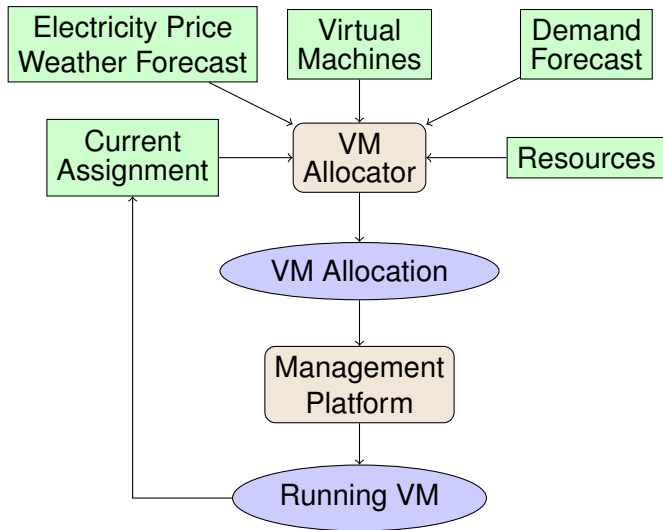 Electricity Price
Weather Forecast
Virtual
Machines
Demand
Forecast
Current
Assignment
VM
Allocator
Resources
VM Allocation
Management
Platform
Running VM